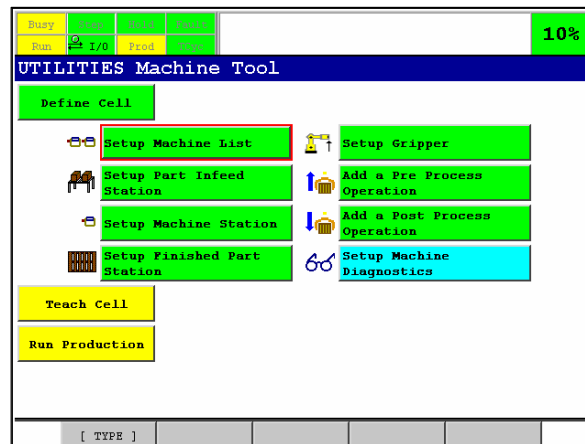 Busy Step Hold Fault
Run I/O Prod TCyc
10%
UTILITIES Machine Tool
Define Cell
Setup Machine List
Setup Gripper
Setup Part Infeed
Station
Add a Pre Process
Operation
Setup Machine Station
Add a Post Process
Operation
Setup Finished Part
Station
Setup Machine
Diagnostics
Teach Cell
Run Production
[ TYPE ]